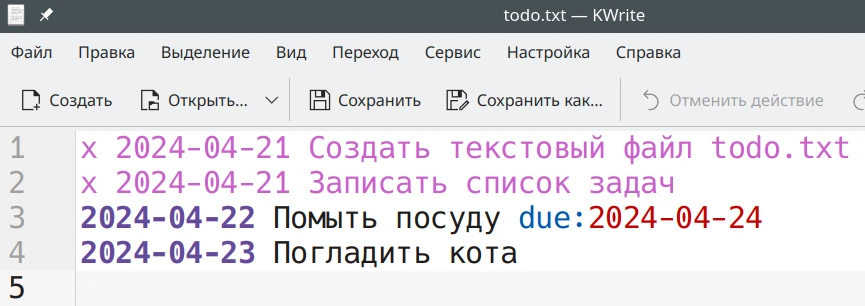 todo.txt — KWrite
Файл Правка Выделение Вид Переход Сервис Настройка Справка
Создать Открыть... Сохранить Сохранить как... Отменить действие
1 x 2024-04-21 Создать текстовый файл todo.txt
2 x 2024-04-21 Записать список задач
3 2024-04-22 Помыть посуду due:2024-04-24
4 2024-04-23 Погладить кота
5